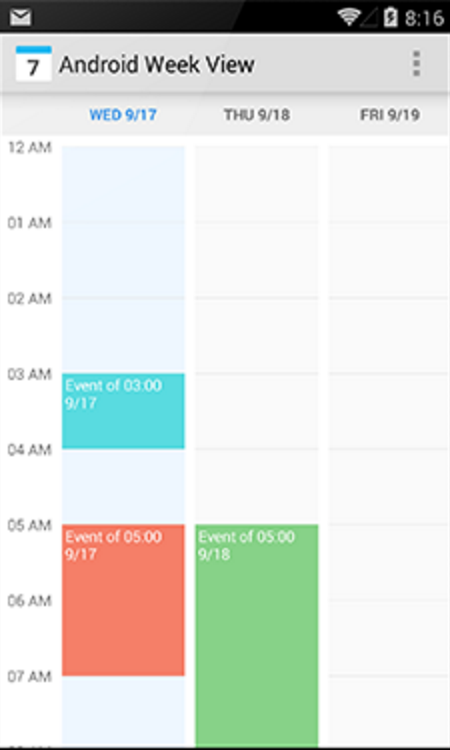 8:16
7 Android Week View
WED 9/17 THU 9/18 FRI 9/19
12 AM
01 AM
02 AM
03 AM
Event of 03:00
9/17
04 AM
05 AM
Event of 05:00 Event of 05:00
9/17 9/18
06 AM
07 AM